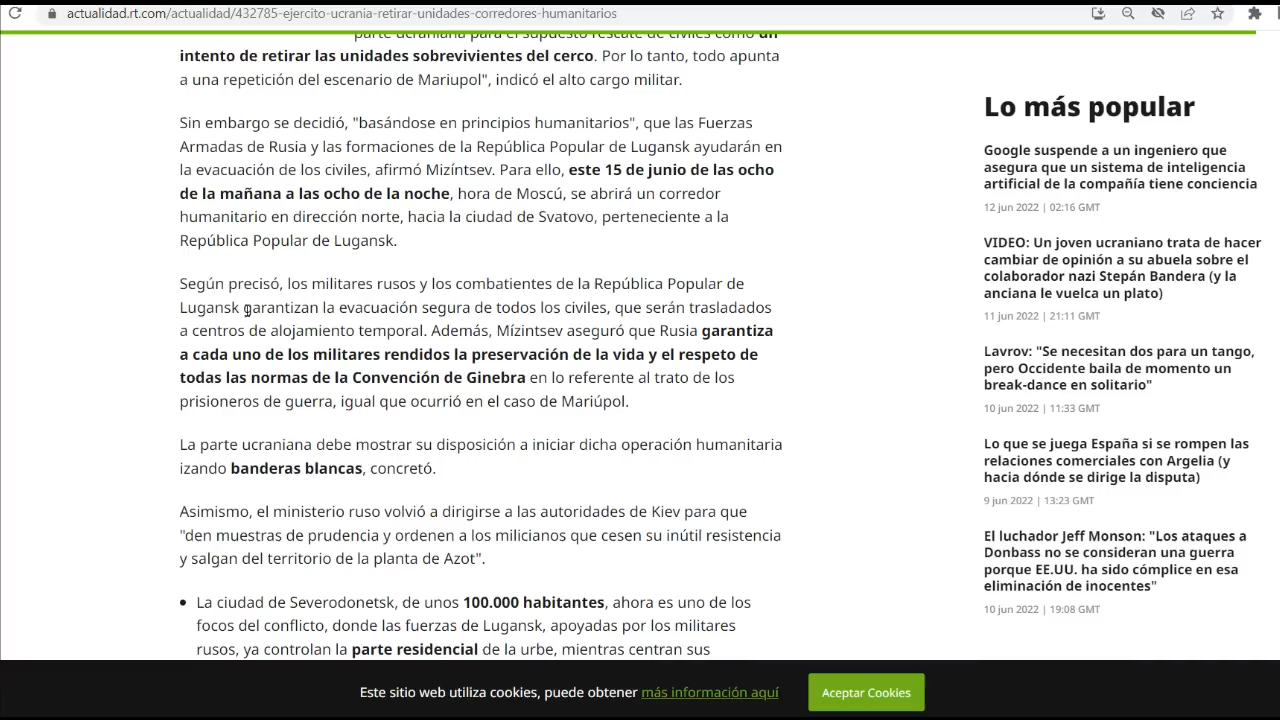 actualidad.rt.com/actualidad/432785-ejercito-ucrania-retirar-unidades-corredores-humanitarios
parte ucraniana para el supuesto rescate de civiles como un
intento de retirar las unidades sobrevivientes del cerco. Por lo tanto, todo apunta
a una repetición del escenario de Mariupol", indicó el alto cargo militar.
Sin embargo se decidió, "basándose en principios humanitarios", que las Fuerzas
Armadas de Rusia y las formaciones de la República Popular de Lugansk ayudarán en
la evacuación de los civiles, afirmó Mizíntsev. Para ello, este 15 de junio de las ocho
de la mañana a las ocho de la noche, hora de Moscú, se abrirá un corredor
humanitario en dirección norte, hacia la ciudad de Svatovo, perteneciente a la
República Popular de Lugansk.
Según precisó, los militares rusos y los combatientes de la República Popular de
Lugansk garantizan la evacuación segura de todos los civiles, que serán trasladados
a centros de alojamiento temporal. Además, Mízintsev aseguró que Rusia garantiza
a cada uno de los militares rendidos la preservación de la vida y el respeto de
todas las normas de la Convención de Ginebra en lo referente al trato de los
prisioneros de guerra, igual que ocurrió en el caso de Mariúpol.
La parte ucraniana debe mostrar su disposición a iniciar dicha operación humanitaria
izando banderas blancas, concretó.
Asimismo, el ministerio ruso volvió a dirigirse a las autoridades de Kiev para que
"den muestras de prudencia y ordenen a los milicianos que cesen su inútil resistencia
y salgan del territorio de la planta de Azot".
La ciudad de Severodonetsk, de unos 100.000 habitantes, ahora es uno de los
focos del conflicto, donde las fuerzas de Lugansk, apoyadas por los militares
rusos, ya controlan la parte residencial de la urbe, mientras centran sus
Lo más popular
Google suspende a un ingeniero que
asegura que un sistema de inteligencia
artificial de la compañía tiene conciencia
12 jun 2022 | 02:16 GMT
VIDEO: Un joven ucraniano trata de hacer
cambiar de opinión a su abuela sobre el
colaborador nazi Stepán Bandera (y la
anciana le vuelca un plato)
11 jun 2022 | 21:11 GMT
Lavrov: "Se necesitan dos para un tango,
pero Occidente baila de momento un
break-dance en solitario"
10 jun 2022 | 11:33 GMT
Lo que se juega España si se rompen las
relaciones comerciales con Argelia (y
hacia dónde se dirige la disputa)
9 jun 2022 | 13:23 GMT
El luchador Jeff Monson: "Los ataques a
Donbass no se consideran una guerra
porque EE.UU. ha sido cómplice en esa
eliminación de inocentes"
10 jun 2022 | 19:08 GMT
Este sitio web utiliza cookies, puede obtener más información aquí
Aceptar Cookies